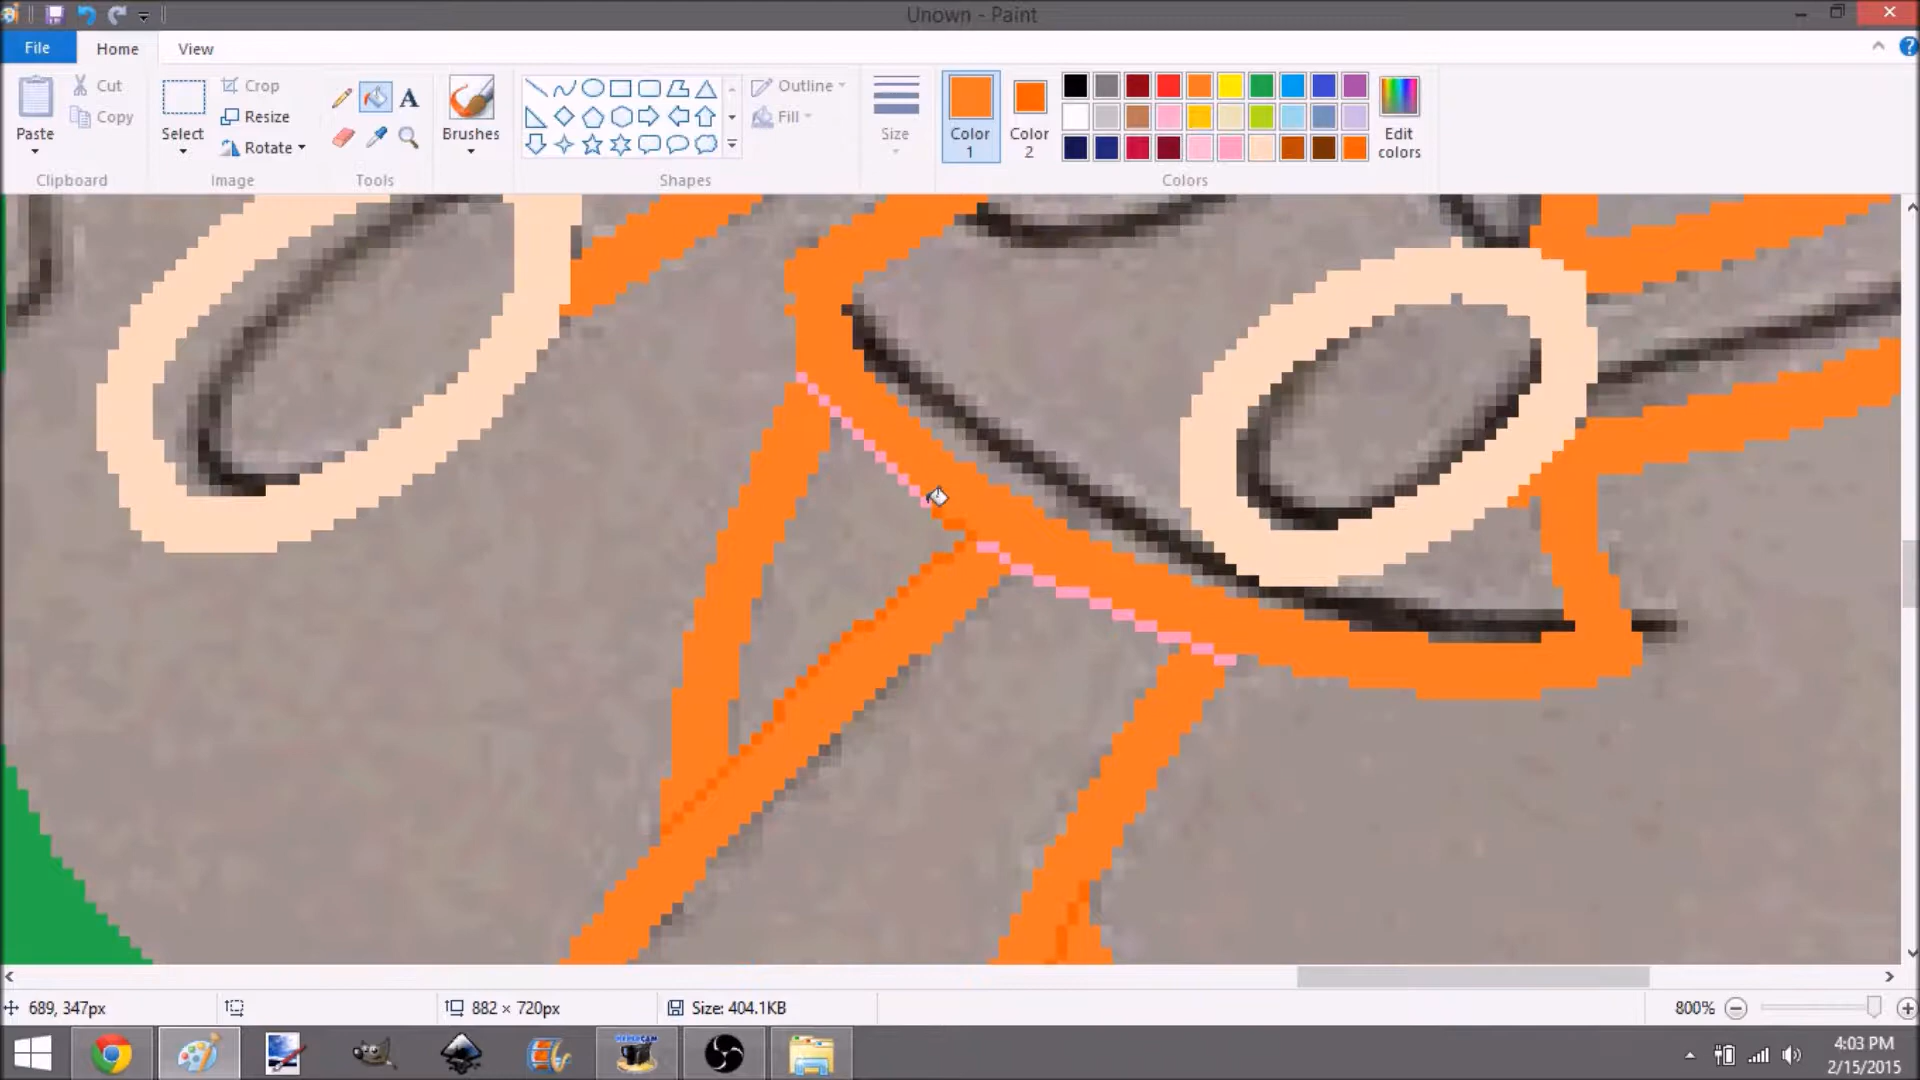 Unown - Paint
File Home View
Paste
Cut
Copy
Clipboard
Select
Crop
Resize
Rotate
Image
A
Tools
Brushes
Outline
Fill
Shapes
Size
Color 1
Color 2
Edit colors
Colors
689, 347px
882 × 720px
Size: 404.1KB
800%
HYPERCAM
4:03 PM
2/15/2015